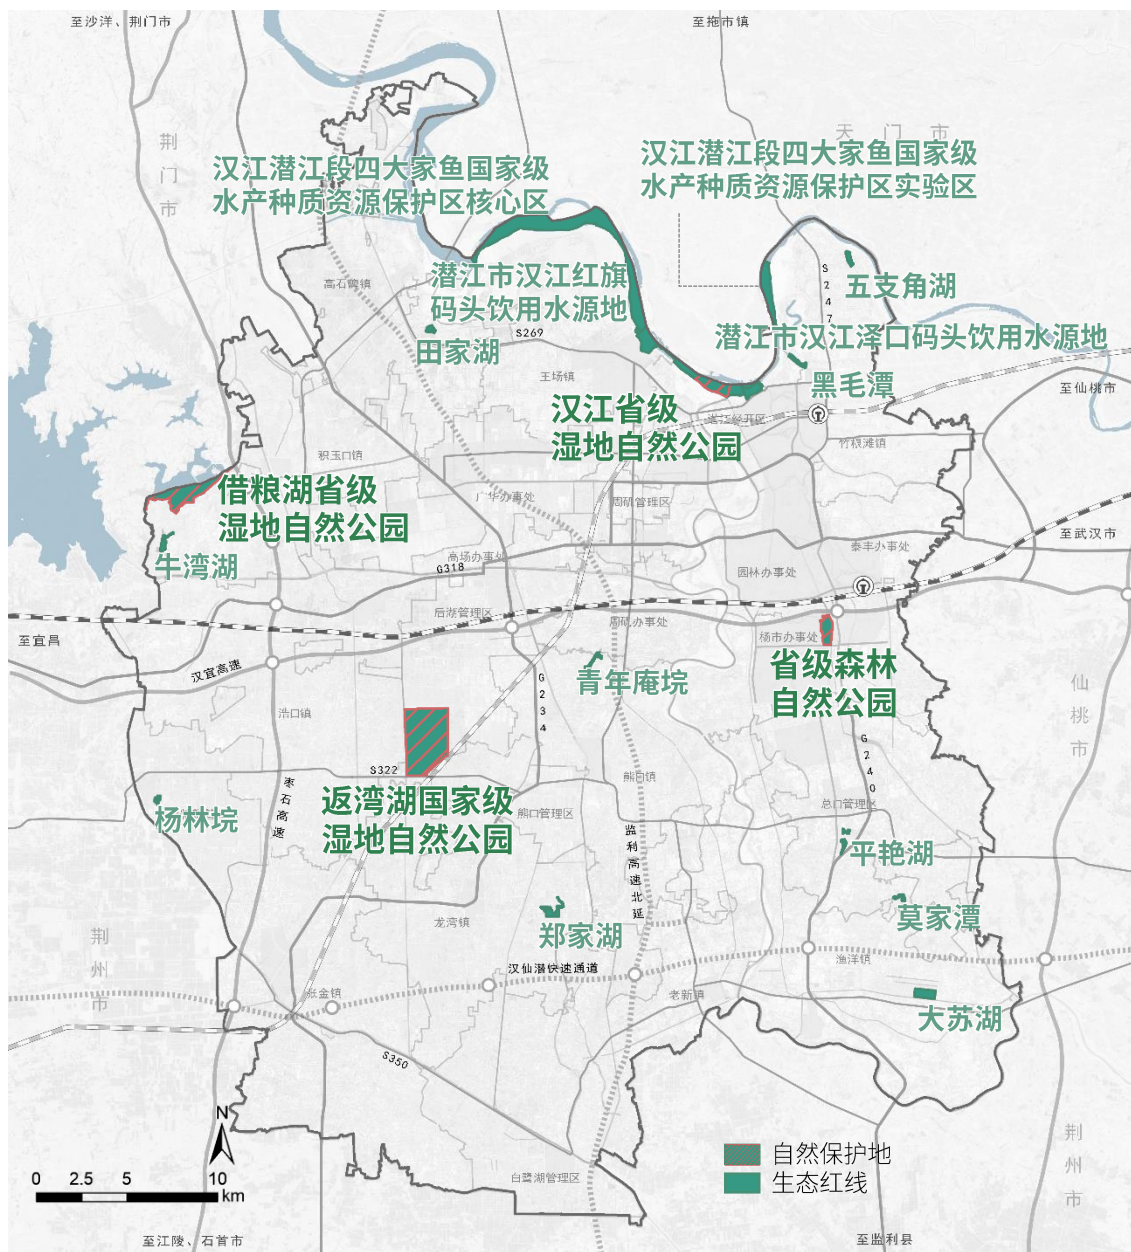 至沙洋、荆门市
至拖市镇
荆门市
天门市
汉江潜江段四大家鱼国家级
水产种质资源保护区核心区
汉江潜江段四大家鱼国家级
水产种质资源保护区实验区
高石碑镇
潜江市汉江红旗
码头饮用水源地
S247
五支角湖
S269
田家湖
潜江市汉江泽口码头饮用水源地
王场镇
黑毛潭
至仙桃市
汉江省级
湿地自然公园
潜江经开区
竹根滩镇
积玉口镇
借粮湖省级
湿地自然公园
广华办事处
周矶管理区
牛湾湖
高场办事处
G318
泰丰办事处
至武汉市
园林办事处
后湖管理区
周矶办事处
杨市办事处
至宜昌
汉宜高速
省级森林
自然公园
青年庵垸
G234
仙桃市
浩口镇
G240
S322
熊口镇
枣石高速
返湾湖国家级
湿地自然公园
熊口管理区
总口管理区
杨林垸
监利高速北延
平艳湖
莫家潭
龙湾镇
郑家湖
荆州市
汉仙潜快速通道
渔洋镇
张金镇
老新镇
大苏湖
S350
N
荆州市
自然保护地
生态红线
0 2.5 5 10
km
白鹭湖管理区
至江陵、石首市
至监利县